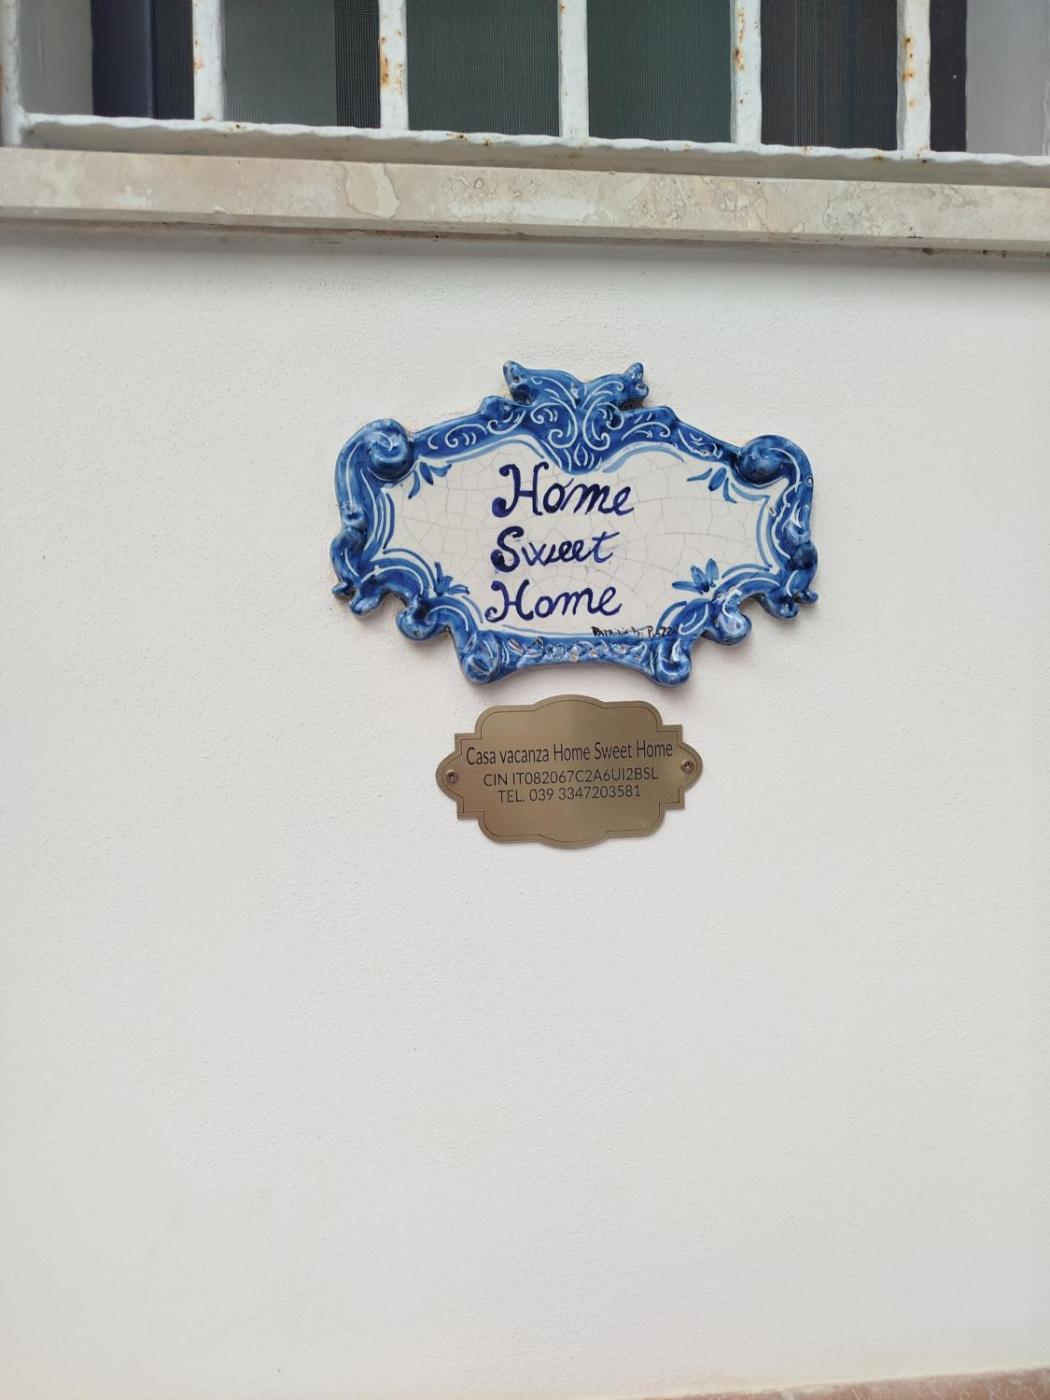 Home
Sweet
Home
Casa vacanza Home Sweet Home
CIN IT082067C2A6UI2BSL
TEL. 039 3347203581